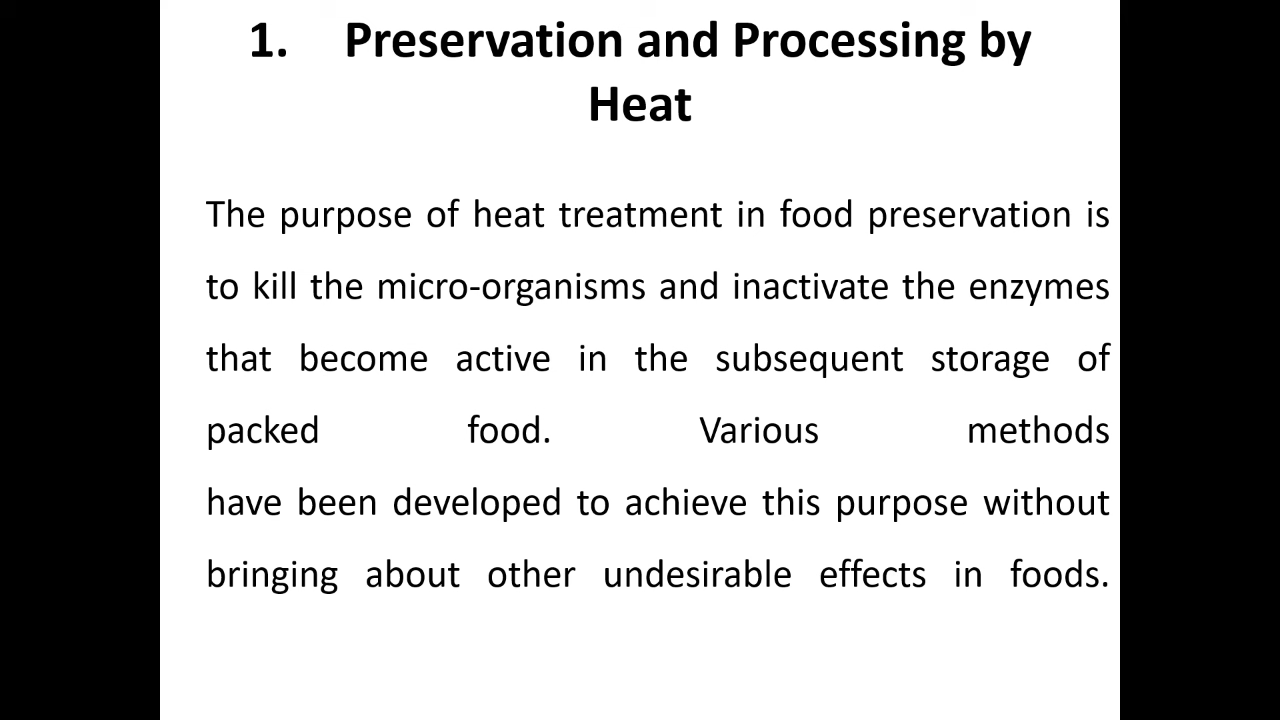 1. Preservation and Processing by
Heat
The purpose of heat treatment in food preservation is
to kill the micro-organisms and inactivate the enzymes
that become active in the subsequent storage of
packed food. Various methods
have been developed to achieve this purpose without
bringing about other undesirable effects in foods.